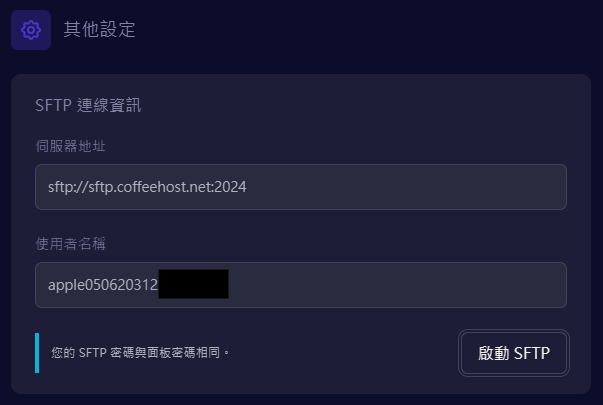 其他設定
SFTP 連線資訊
伺服器地址
sftp://sftp.coffeehost.net:2024
使用者名稱
apple050620312
您的 SFTP 密碼與面板密碼相同。
啟動 SFTP